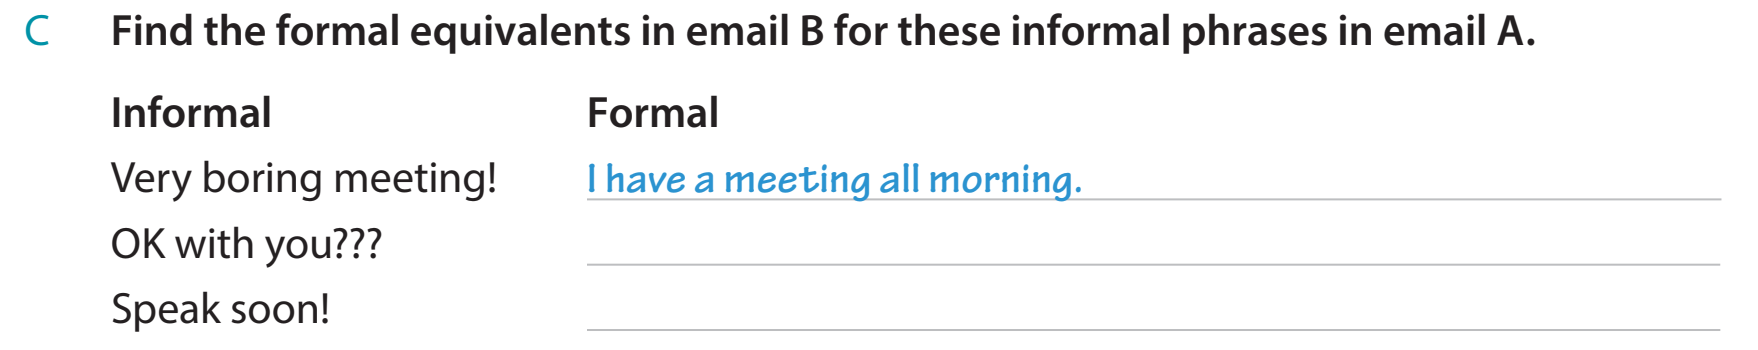 C Find the formal equivalents in email B for these informal phrases in email A.
Informal Formal
Very boring meeting! I have a meeting all morning.
OK with you???
Speak soon!